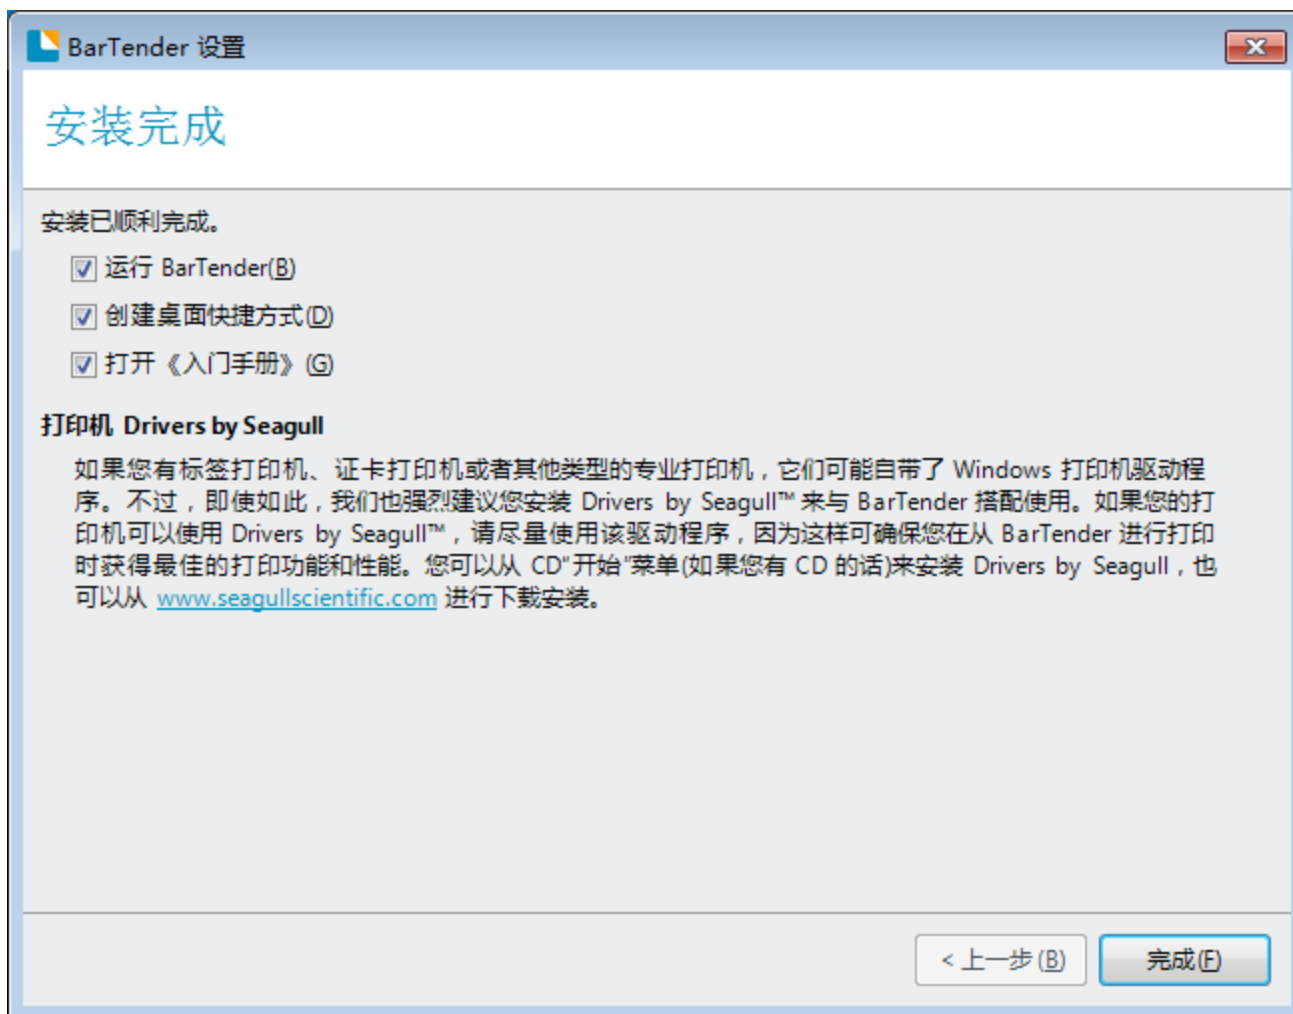 BarTender 设置
安装完成
安装已顺利完成。
运行 BarTender(B)
创建桌面快捷方式(D)
打开《入门手册》(G)
打印机 Drivers by Seagull
如果您有标签打印机、证卡打印机或者其他类型的专业打印机，它们可能自带了 Windows 打印机驱动程
序。不过，即使如此，我们也强烈建议您安装 Drivers by Seagull™ 来与 BarTender 搭配使用。如果您的打
印机可以使用 Drivers by Seagull™，请尽量使用该驱动程序，因为这样可确保您在从 BarTender 进行打印
时获得最佳的打印功能和性能。您可以从 CD"开始"菜单(如果您有 CD 的话)来安装 Drivers by Seagull，也
可以从 www.seagullscientific.com 进行下载安装。
< 上一步(B)
完成(F)